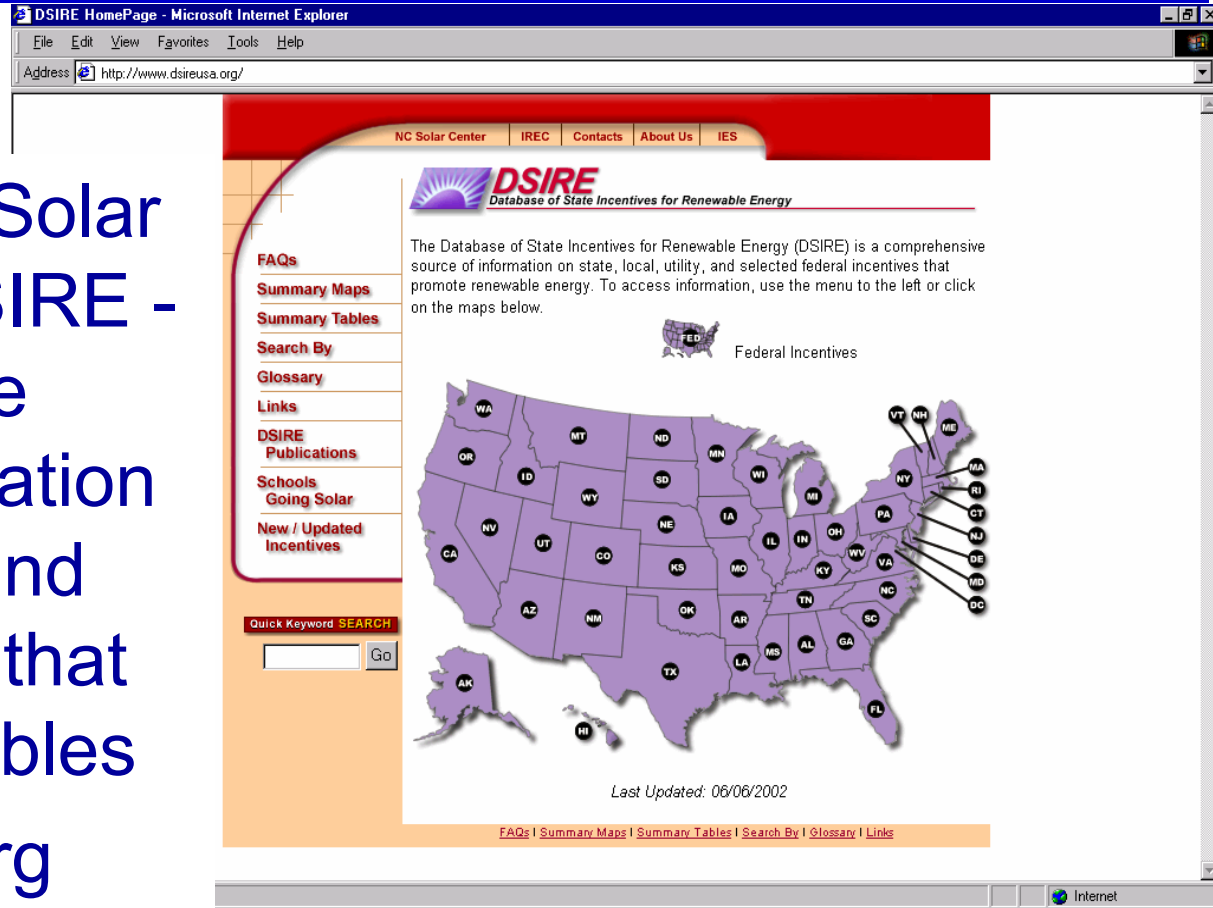 DSIRE HomePage - Microsoft Internet Explorer
File Edit View Favorites Tools Help
Address http://www.dsireusa.org/
NC Solar Center IREC Contacts About Us IES
DSIRE
Database of State Incentives for Renewable Energy
Solar
SIRE -
e
ation
nd
that
bles
rg
FAQs
Summary Maps
Summary Tables
Search By
Glossary
Links
DSIRE
Publications
Schools
Going Solar
New / Updated
Incentives
Quick Keyword SEARCH
Go
The Database of State Incentives for Renewable Energy (DSIRE) is a comprehensive
source of information on state, local, utility, and selected federal incentives that
promote renewable energy. To access information, use the menu to the left or click
on the maps below.
FED
Federal Incentives
WA
MT
ND
MN
VT
NH
ME
OR
ID
WY
SD
WI
MI
NY
MA
RI
CT
NJ
DE
MD
DC
NV
UT
CO
NE
IA
IL
IN
OH
PA
CA
KS
MO
KY
WV
VA
AZ
NM
OK
AR
TN
NC
SC
TX
LA
MS
AL
GA
FL
AK
HI
Last Updated: 06/06/2002
FAQs | Summary Maps | Summary Tables | Search By | Glossary | Links
Internet